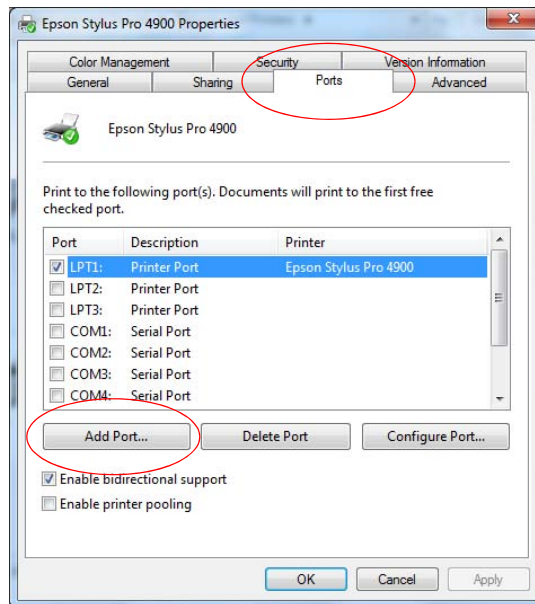 Epson Stylus Pro 4900 Properties
Color Management Security Version Information
General Sharing Ports Advanced
Epson Stylus Pro 4900
Print to the following port(s). Documents will print to the first free
checked port.
Port Description Printer
LPT1: Printer Port Epson Stylus Pro 4900
LPT2: Printer Port
LPT3: Printer Port
COM1: Serial Port
COM2: Serial Port
COM3: Serial Port
COM4: Serial Port
Add Port... Delete Port Configure Port...
Enable bidirectional support
Enable printer pooling
OK Cancel Apply